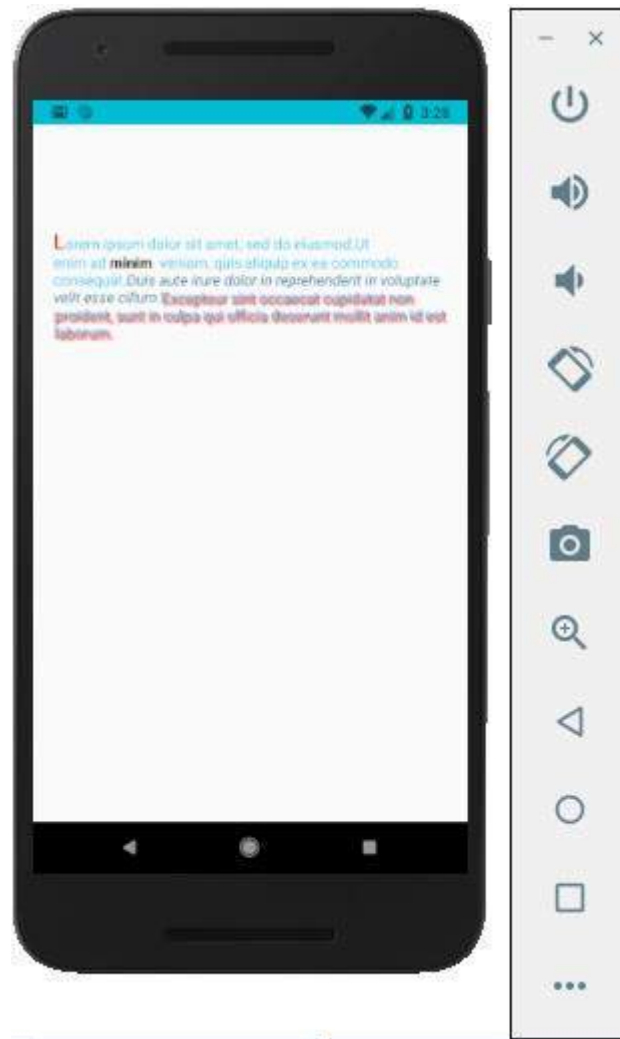 3:28
Lorem ipsum dolor sit amet, sed do eiusmod.Ut
enim ad minim veniam, quis aliquip ex ea commodo
consequat.Duis aute irure dolor in reprehenderit in voluptate
velit esse cillum.Excepteur sint occaecat cupidatat non
proident, sunt in culpa qui officia deserunt mollit anim id est
laborum.